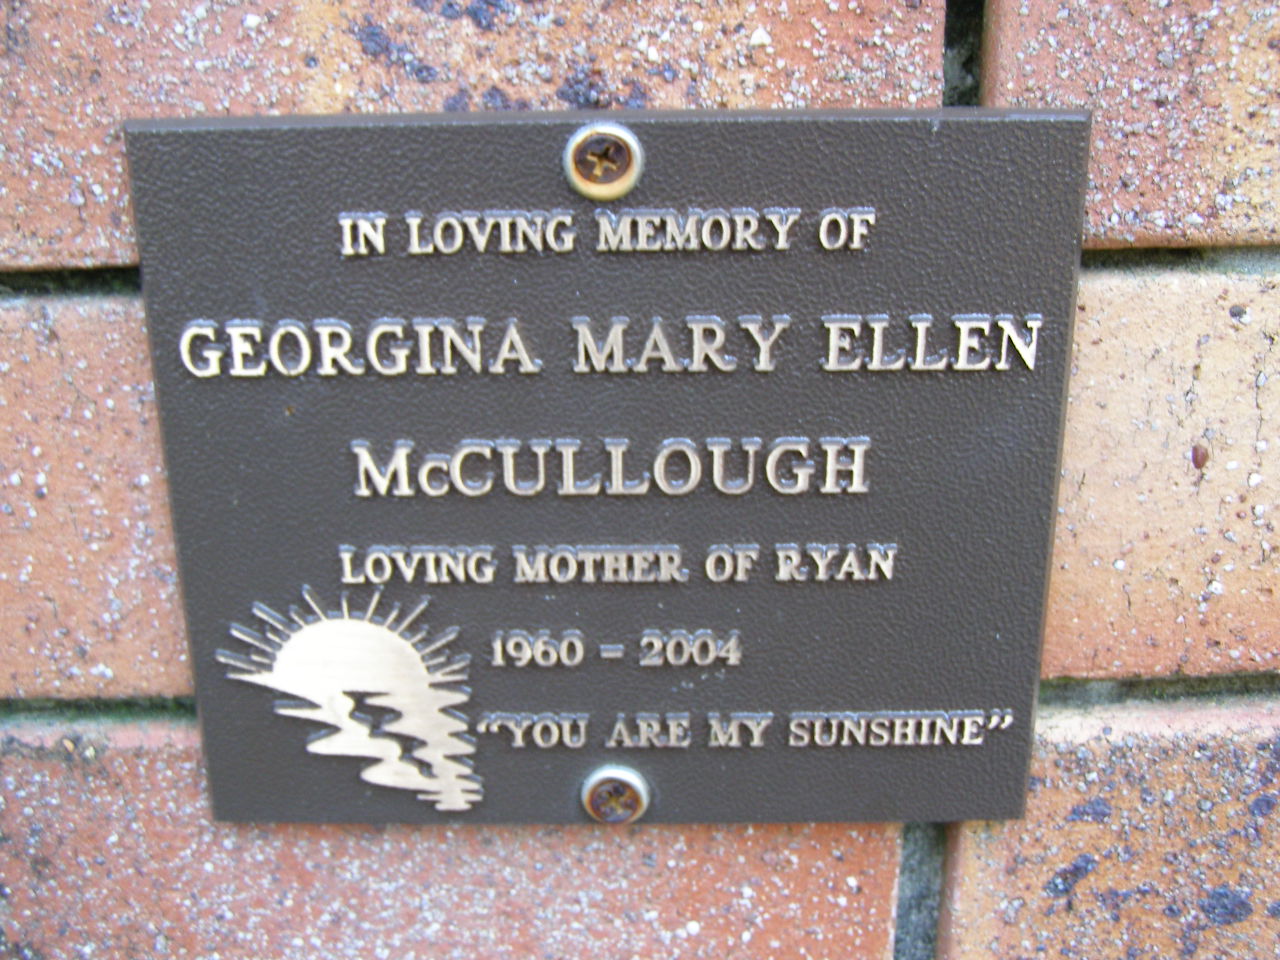 IN LOVING MEMORY OF
GEORGINA MARY ELLEN
McCULLOUGH
LOVING MOTHER OF RYAN
1960 - 2004
“YOU ARE MY SUNSHINE”